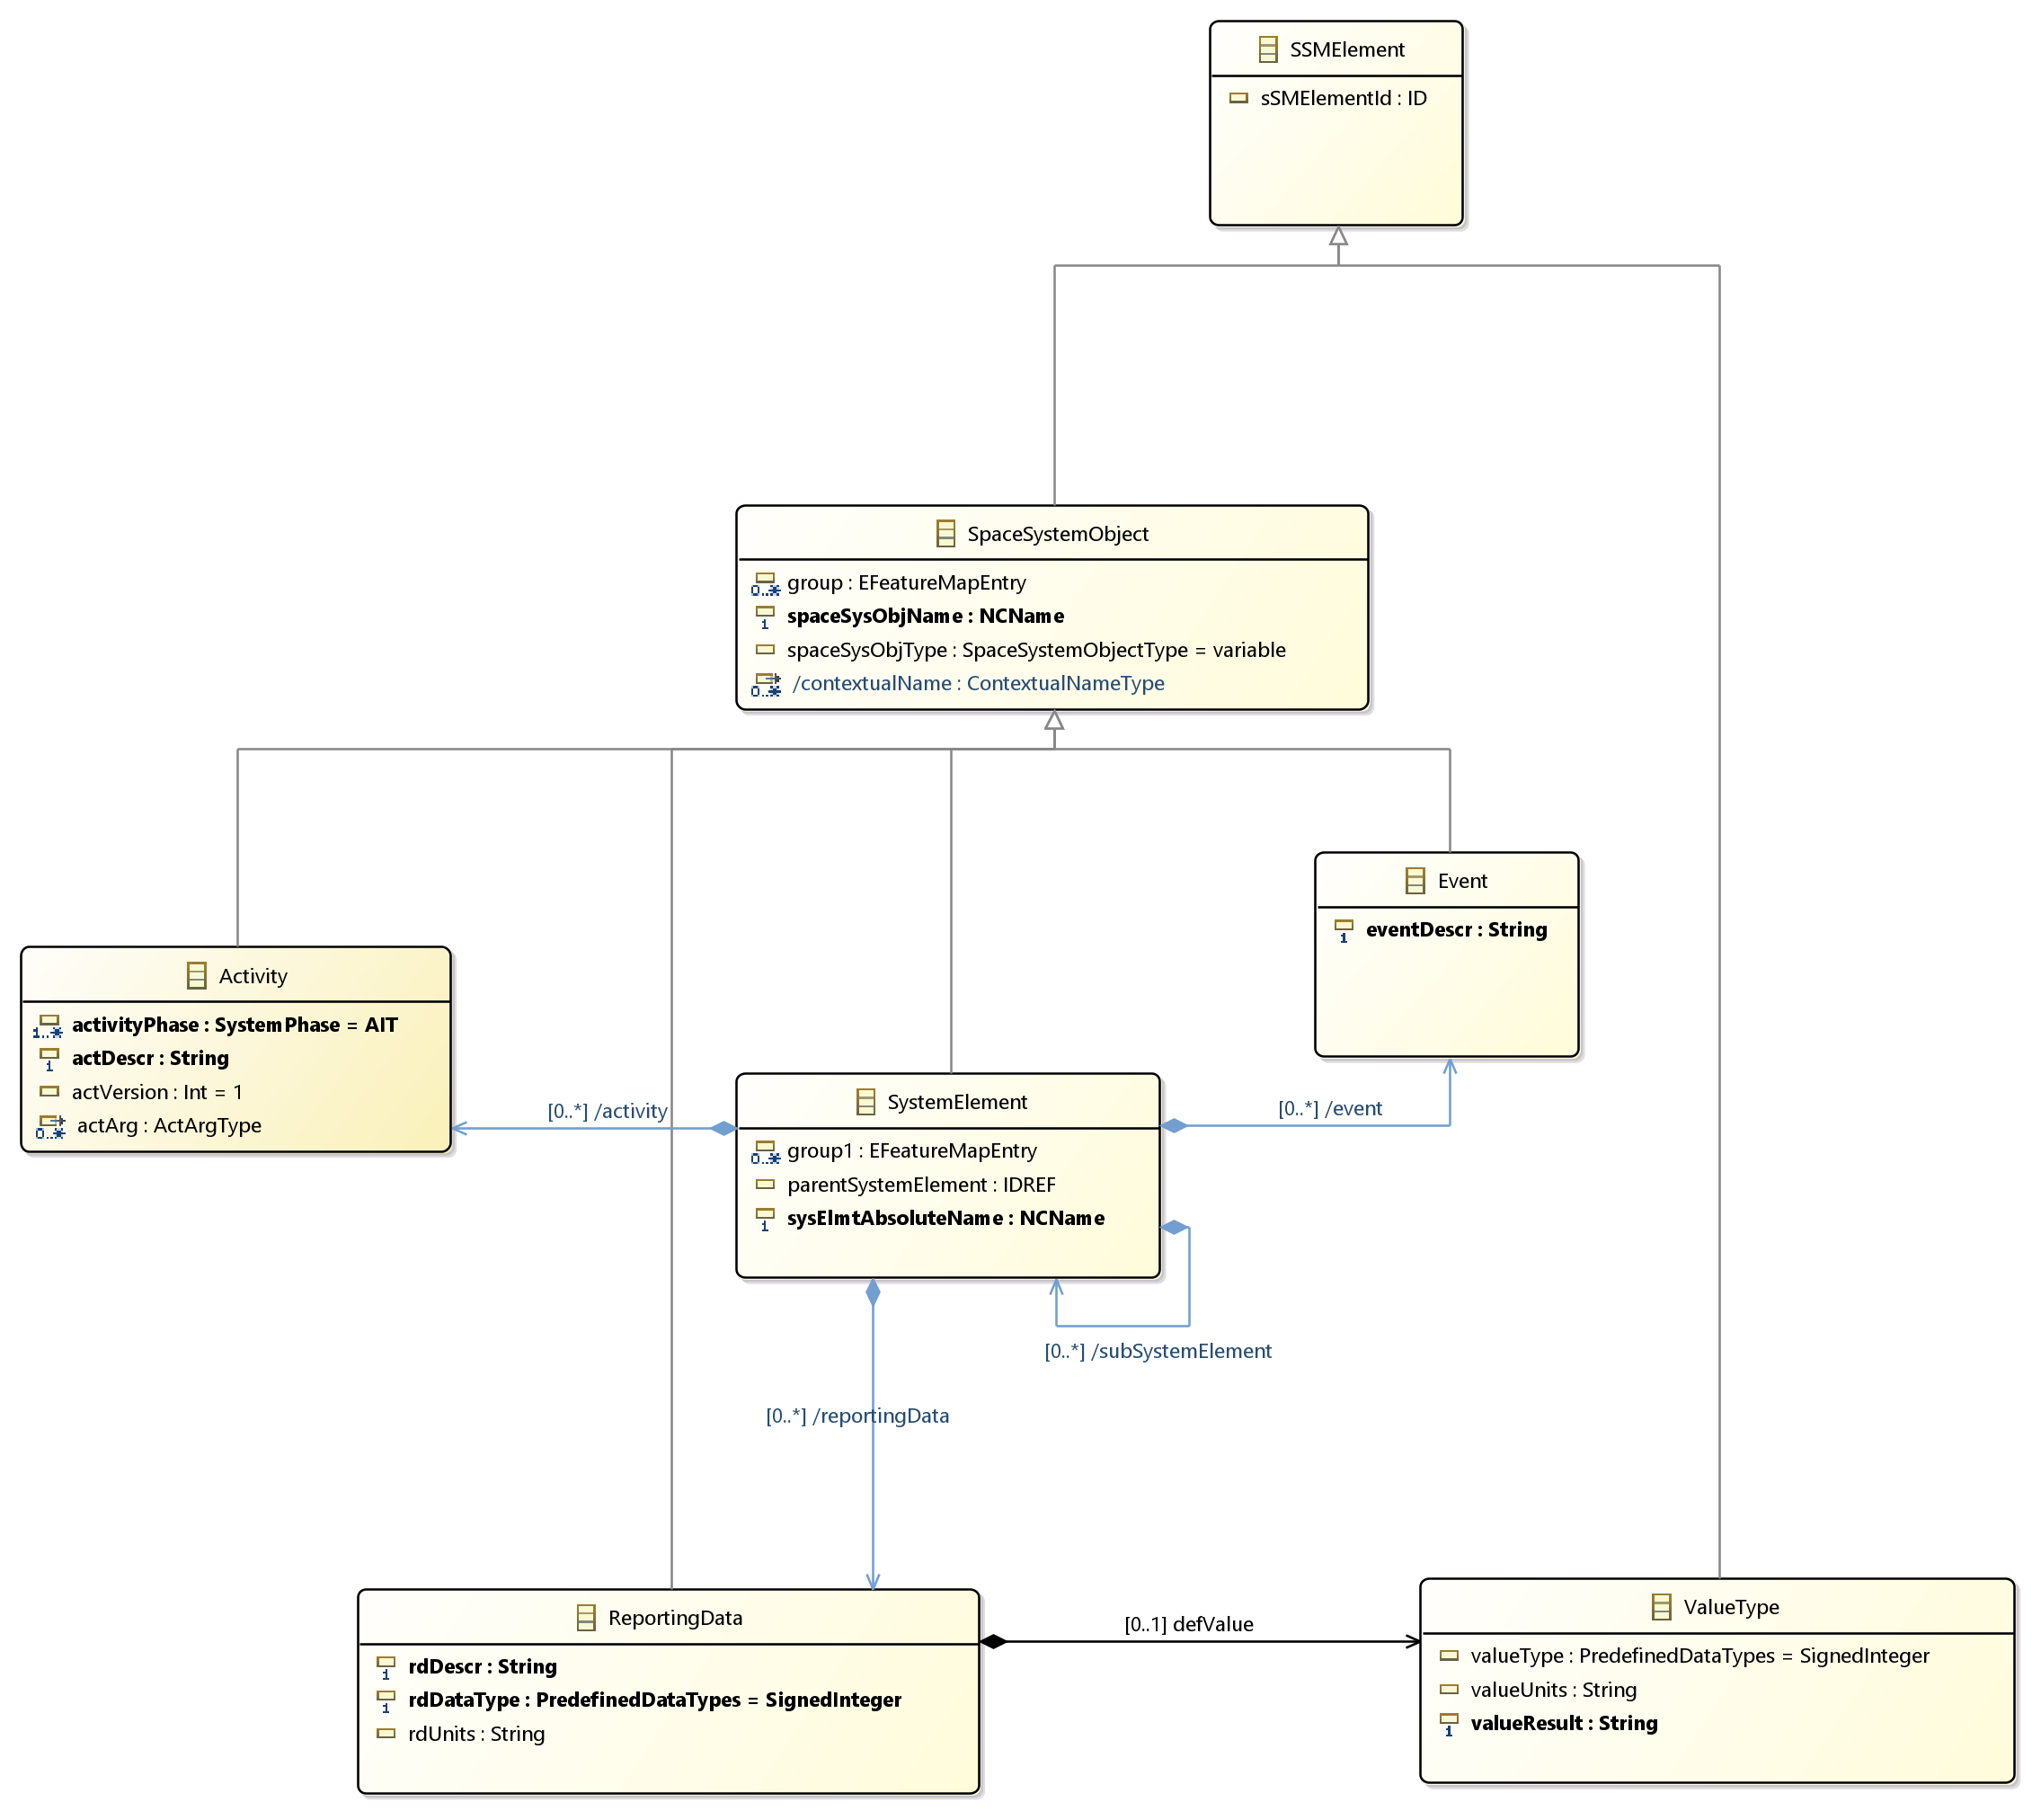 SSMElement
sSMElementId : ID
SpaceSystemObject
0..*
group : EFeatureMapEntry
1
spaceSysObjName : NCName
spaceSysObjType : SpaceSystemObjectType = variable
0..*
/contextualName : ContextualNameType
Event
1
eventDescr : String
Activity
1..*
activityPhase : SystemPhase = AIT
1
actDescr : String
actVersion : Int = 1
0..*
actArg : ActArgType
[0..*] /activity
SystemElement
0..*
group1 : EFeatureMapEntry
parentSystemElement : IDREF
1
sysElmtAbsoluteName : NCName
[0..*] /event
[0..*] /subSystemElement
[0..*] /reportingData
ReportingData
1
rdDescr : String
1
rdDataType : PredefinedDataTypes = SignedInteger
rdUnits : String
[0..1] defValue
ValueType
valueType : PredefinedDataTypes = SignedInteger
valueUnits : String
1
valueResult : String